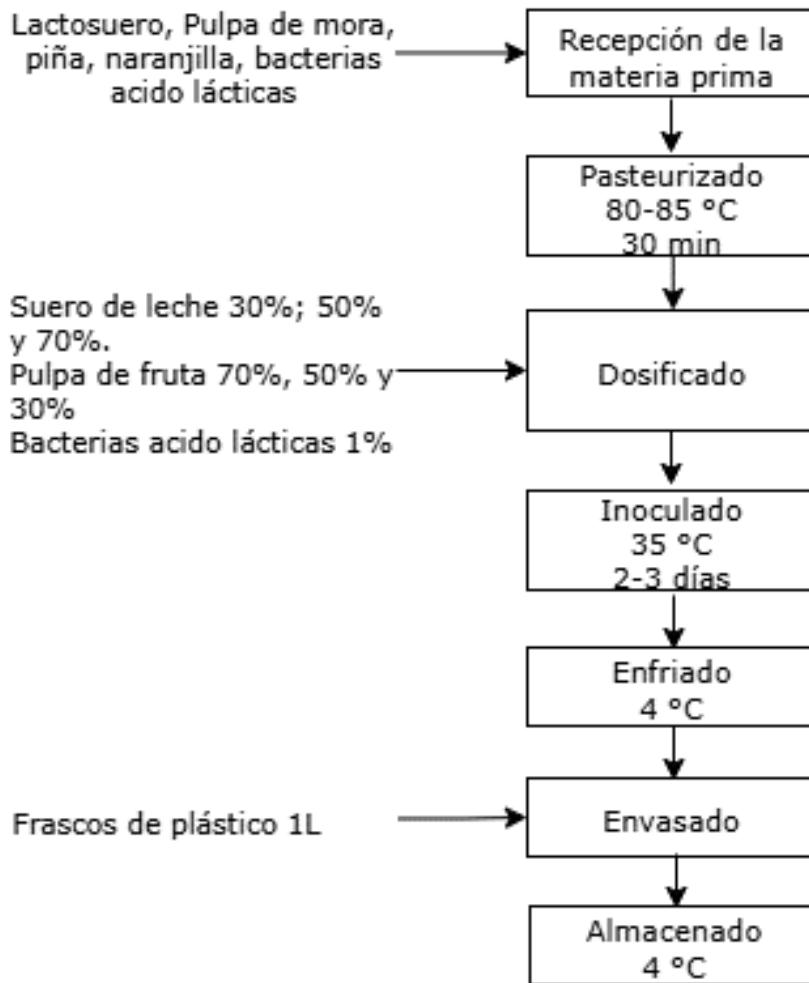 Lactosuero, Pulpa de mora,
piña, naranjilla, bacterias
acido lácticas
Recepción de la
materia prima
Pasteurizado
80-85 °C
30 min
Suero de leche 30%; 50%
y 70%.
Pulpa de fruta 70%, 50% y
30%
Bacterias acido lácticas 1%
Dosificado
Inoculado
35 °C
2-3 días
Enfriado
4 °C
Frascos de plástico 1L
Envasado
Almacenado
4 °C